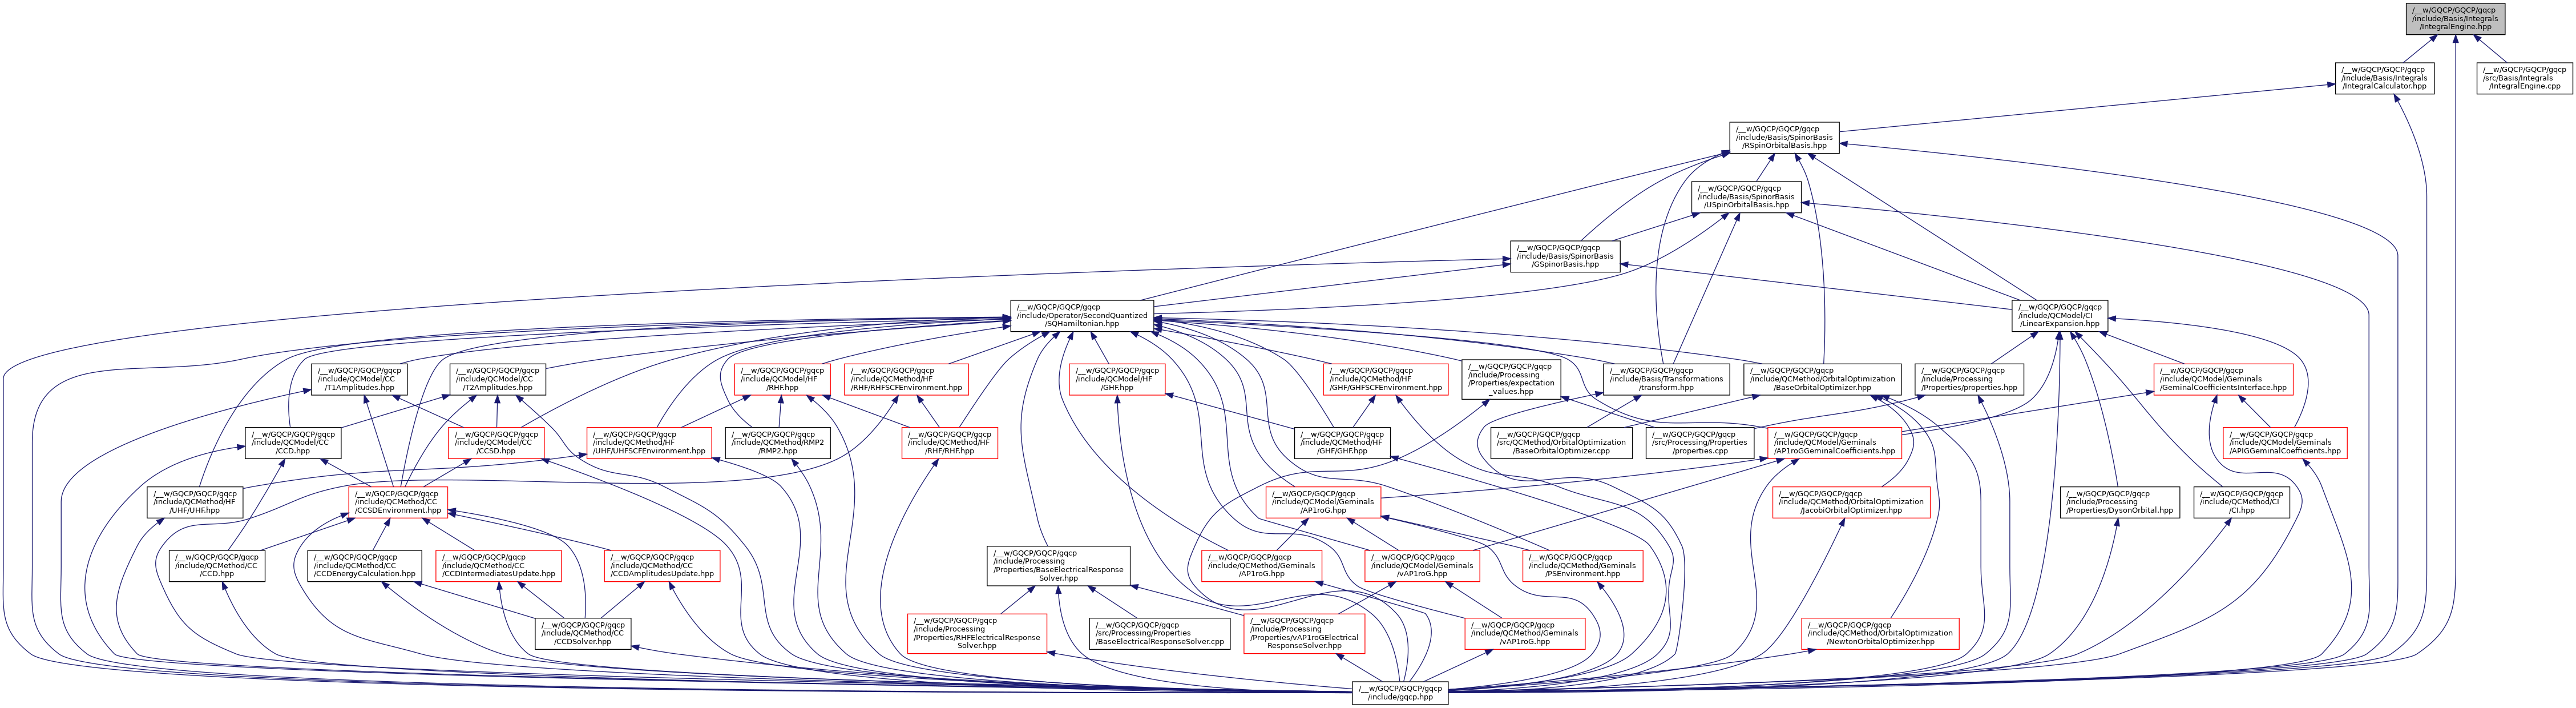 /__w/GQCP/GQCP/gqcp
/include/Basis/Integrals
/IntegralEngine.hpp
/__w/GQCP/GQCP/gqcp
/include/Basis/Integrals
/IntegralCalculator.hpp
/__w/GQCP/GQCP/gqcp
/src/Basis/Integrals
/IntegralEngine.cpp
/__w/GQCP/GQCP/gqcp
/include/Basis/SpinorBasis
/RSpinOrbitalBasis.hpp
/__w/GQCP/GQCP/gqcp
/include/Basis/SpinorBasis
/USpinOrbitalBasis.hpp
/__w/GQCP/GQCP/gqcp
/include/Basis/SpinorBasis
/GSpinorBasis.hpp
/__w/GQCP/GQCP/gqcp
/include/Operator/SecondQuantized
/SQHamiltonian.hpp
/__w/GQCP/GQCP/gqcp
/include/QCModel/CI
/LinearExpansion.hpp
/__w/GQCP/GQCP/gqcp
/include/QCModel/CC
/T1Amplitudes.hpp
/__w/GQCP/GQCP/gqcp
/include/QCModel/CC
/T2Amplitudes.hpp
/__w/GQCP/GQCP/gqcp
/include/QCModel/HF
/RHF.hpp
/__w/GQCP/GQCP/gqcp
/include/QCMethod/HF
/RHF/RHFSCFEnvironment.hpp
/__w/GQCP/GQCP/gqcp
/include/QCModel/HF
/GHF.hpp
/__w/GQCP/GQCP/gqcp
/include/QCMethod/HF
/GHF/GHFSCFEnvironment.hpp
/__w/GQCP/GQCP/gqcp
/include/Processing
/Properties/expectation
_values.hpp
/__w/GQCP/GQCP/gqcp
/include/Basis/Transformations
/transform.hpp
/__w/GQCP/GQCP/gqcp
/include/QCMethod/OrbitalOptimization
/BaseOrbitalOptimizer.hpp
/__w/GQCP/GQCP/gqcp
/include/Processing
/Properties/properties.hpp
/__w/GQCP/GQCP/gqcp
/include/QCModel/Geminals
/GeminalCoefficientsInterface.hpp
/__w/GQCP/GQCP/gqcp
/include/QCModel/CC
/CCD.hpp
/__w/GQCP/GQCP/gqcp
/include/QCModel/CC
/CCSD.hpp
/__w/GQCP/GQCP/gqcp
/include/QCMethod/HF
/UHF/UHFSCFEnvironment.hpp
/__w/GQCP/GQCP/gqcp
/include/QCMethod/RMP2
/RMP2.hpp
/__w/GQCP/GQCP/gqcp
/include/QCMethod/HF
/RHF/RHF.hpp
/__w/GQCP/GQCP/gqcp
/include/QCMethod/HF
/GHF/GHF.hpp
/__w/GQCP/GQCP/gqcp
/src/QCMethod/OrbitalOptimization
/BaseOrbitalOptimizer.cpp
/__w/GQCP/GQCP/gqcp
/src/Processing/Properties
/properties.cpp
/__w/GQCP/GQCP/gqcp
/include/QCModel/Geminals
/AP1roGGeminalCoefficients.hpp
/__w/GQCP/GQCP/gqcp
/include/QCModel/Geminals
/APIGGeminalCoefficients.hpp
/__w/GQCP/GQCP/gqcp
/include/QCMethod/HF
/UHF/UHF.hpp
/__w/GQCP/GQCP/gqcp
/include/QCMethod/CC
/CCSDEnvironment.hpp
/__w/GQCP/GQCP/gqcp
/include/QCModel/Geminals
/AP1roG.hpp
/__w/GQCP/GQCP/gqcp
/include/QCMethod/OrbitalOptimization
/JacobiOrbitalOptimizer.hpp
/__w/GQCP/GQCP/gqcp
/include/Processing
/Properties/DysonOrbital.hpp
/__w/GQCP/GQCP/gqcp
/include/QCMethod/CI
/CI.hpp
/__w/GQCP/GQCP/gqcp
/include/QCMethod/CC
/CCD.hpp
/__w/GQCP/GQCP/gqcp
/include/QCMethod/CC
/CCDEnergyCalculation.hpp
/__w/GQCP/GQCP/gqcp
/include/QCMethod/CC
/CCDIntermediatesUpdate.hpp
/__w/GQCP/GQCP/gqcp
/include/QCMethod/CC
/CCDAmplitudesUpdate.hpp
/__w/GQCP/GQCP/gqcp
/include/Processing
/Properties/BaseElectricalResponse
Solver.hpp
/__w/GQCP/GQCP/gqcp
/include/QCMethod/Geminals
/AP1roG.hpp
/__w/GQCP/GQCP/gqcp
/include/QCModel/Geminals
/vAP1roG.hpp
/__w/GQCP/GQCP/gqcp
/include/QCMethod/Geminals
/PSEnvironment.hpp
/__w/GQCP/GQCP/gqcp
/include/QCMethod/CC
/CCDSolver.hpp
/__w/GQCP/GQCP/gqcp
/include/Processing
/Properties/RHFElectricalResponse
Solver.hpp
/__w/GQCP/GQCP/gqcp
/src/Processing/Properties
/BaseElectricalResponseSolver.cpp
/__w/GQCP/GQCP/gqcp
/include/Processing
/Properties/vAP1roGElectrical
ResponseSolver.hpp
/__w/GQCP/GQCP/gqcp
/include/QCMethod/Geminals
/vAP1roG.hpp
/__w/GQCP/GQCP/gqcp
/include/QCMethod/OrbitalOptimization
/NewtonOrbitalOptimizer.hpp
/__w/GQCP/GQCP/gqcp
/include/gqcp.hpp